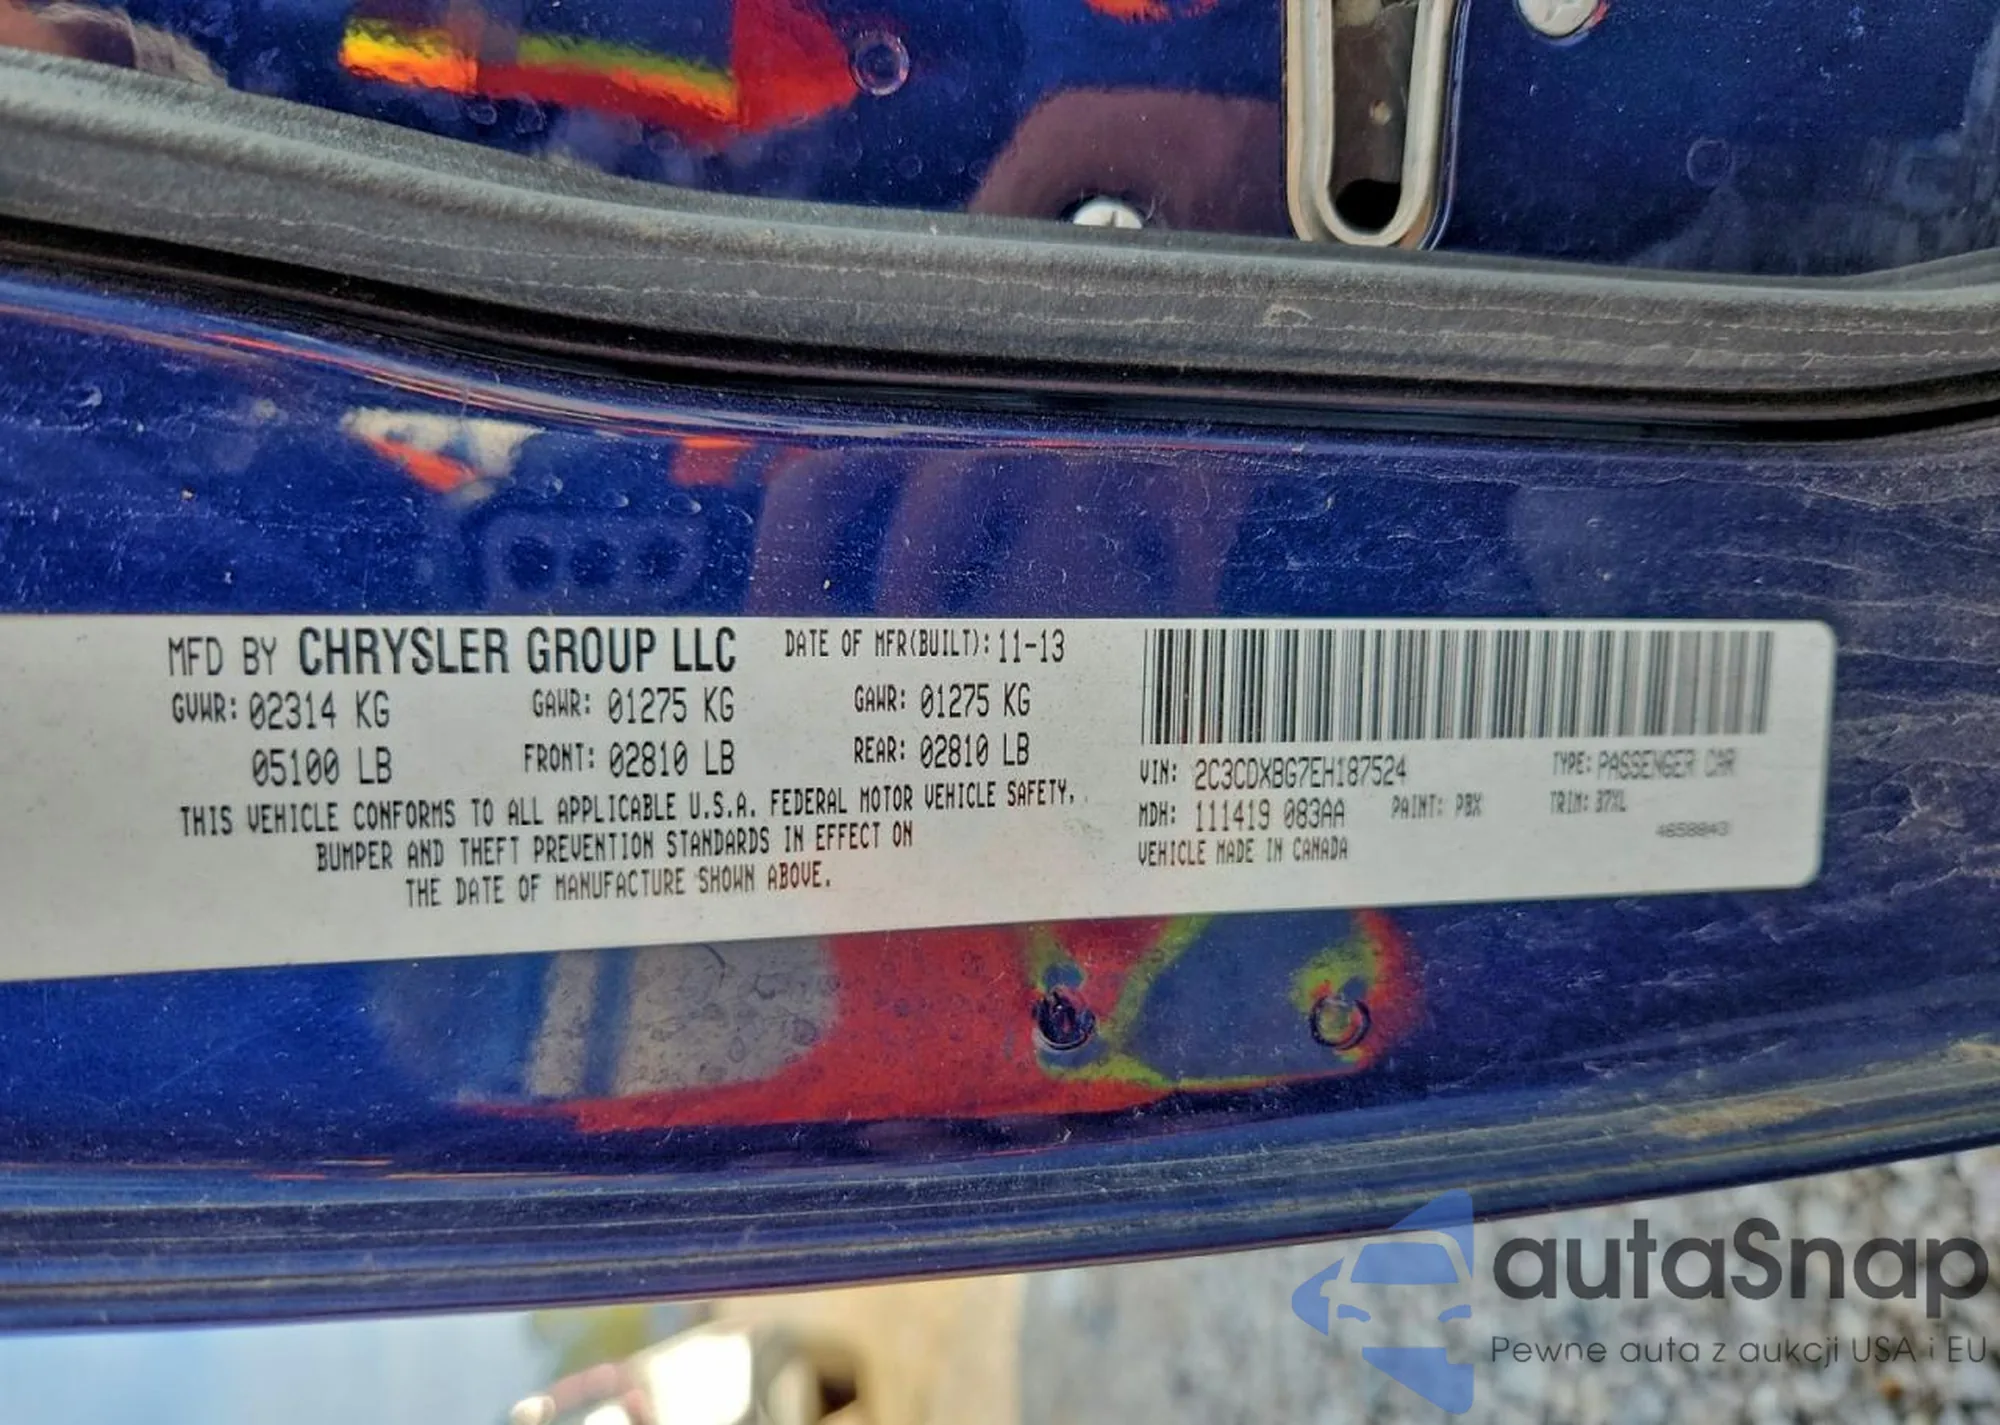 MFD BY CHRYSLER GROUP LLC DATE OF MFR(BUILT): 11-13
GVWR: 02314 KG GAWR: 01275 KG GAWR: 01275 KG
05100 LB FRONT: 02810 LB REAR: 02810 LB
THIS VEHICLE CONFORMS TO ALL APPLICABLE U.S.A. FEDERAL MOTOR VEHICLE SAFETY,
BUMPER AND THEFT PREVENTION STANDARDS IN EFFECT ON
THE DATE OF MANUFACTURE SHOWN ABOVE.
VIN: 2C3CDXBG7EH187524 TYPE: PASSENGER CAR
MDH: 111419 083AA PAINT: PBX TRIM: B7XL
VEHICLE MADE IN CANADA
autaSnap
Pewne auta z aukcji USA i EU